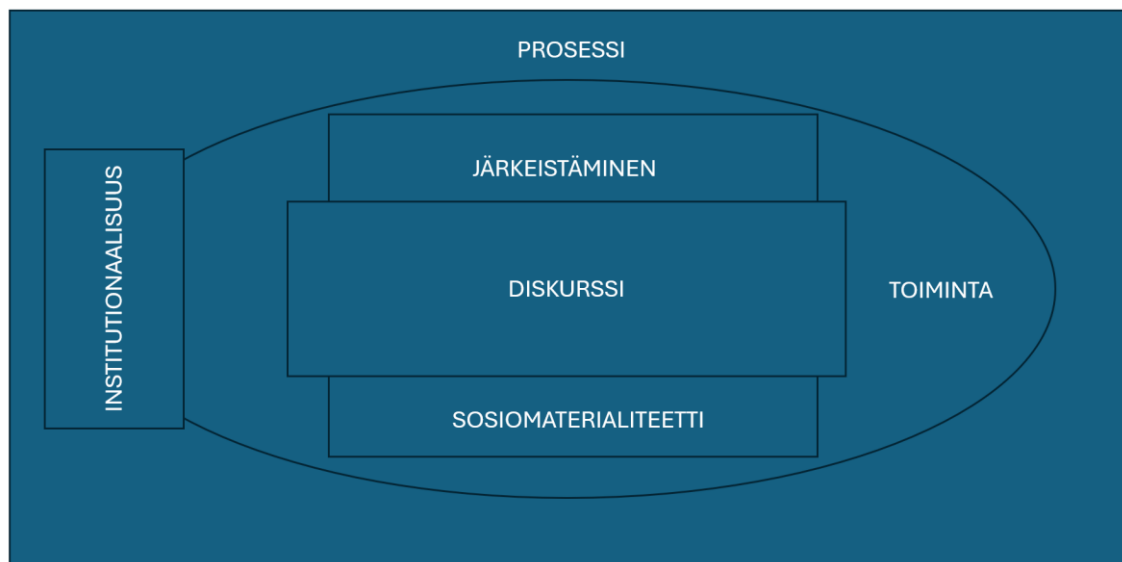 PROSESSI
JÄRKEISTÄMINEN
INSTITUTIONAALISUUS
DISKURSSI
TOIMINTA
SOSIOMATERIALITEETTI